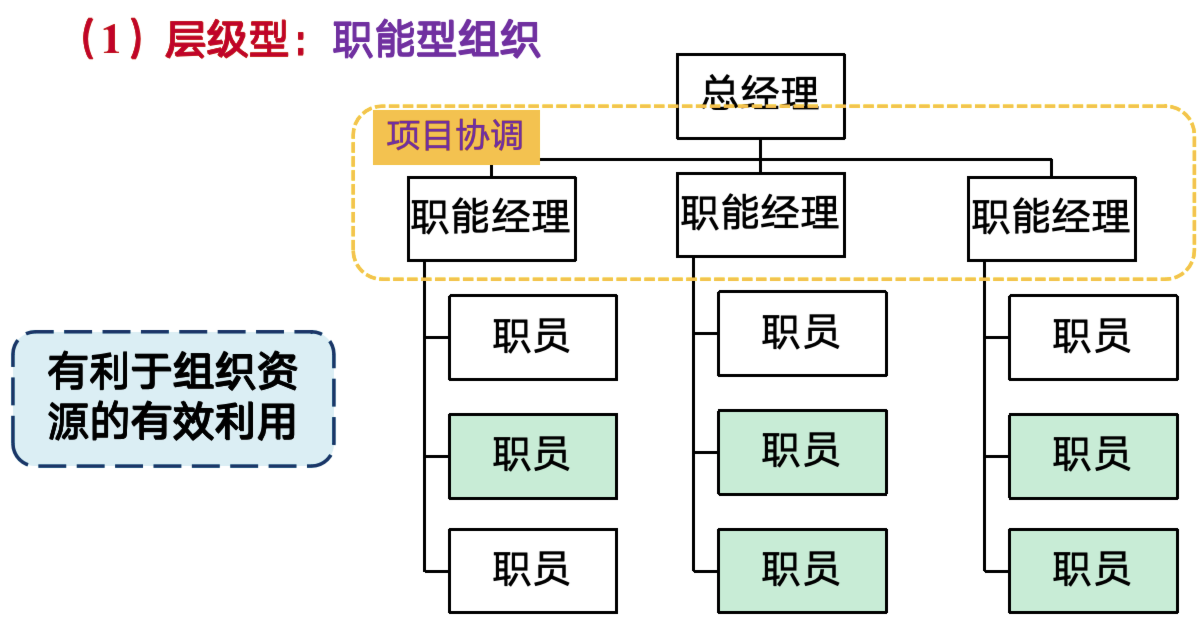 （1）层级型：职能型组织
总经理
项目协调
职能经理 职能经理 职能经理
职员 职员 职员
有利于组织资
源的有效利用
职员 职员 职员
职员 职员 职员